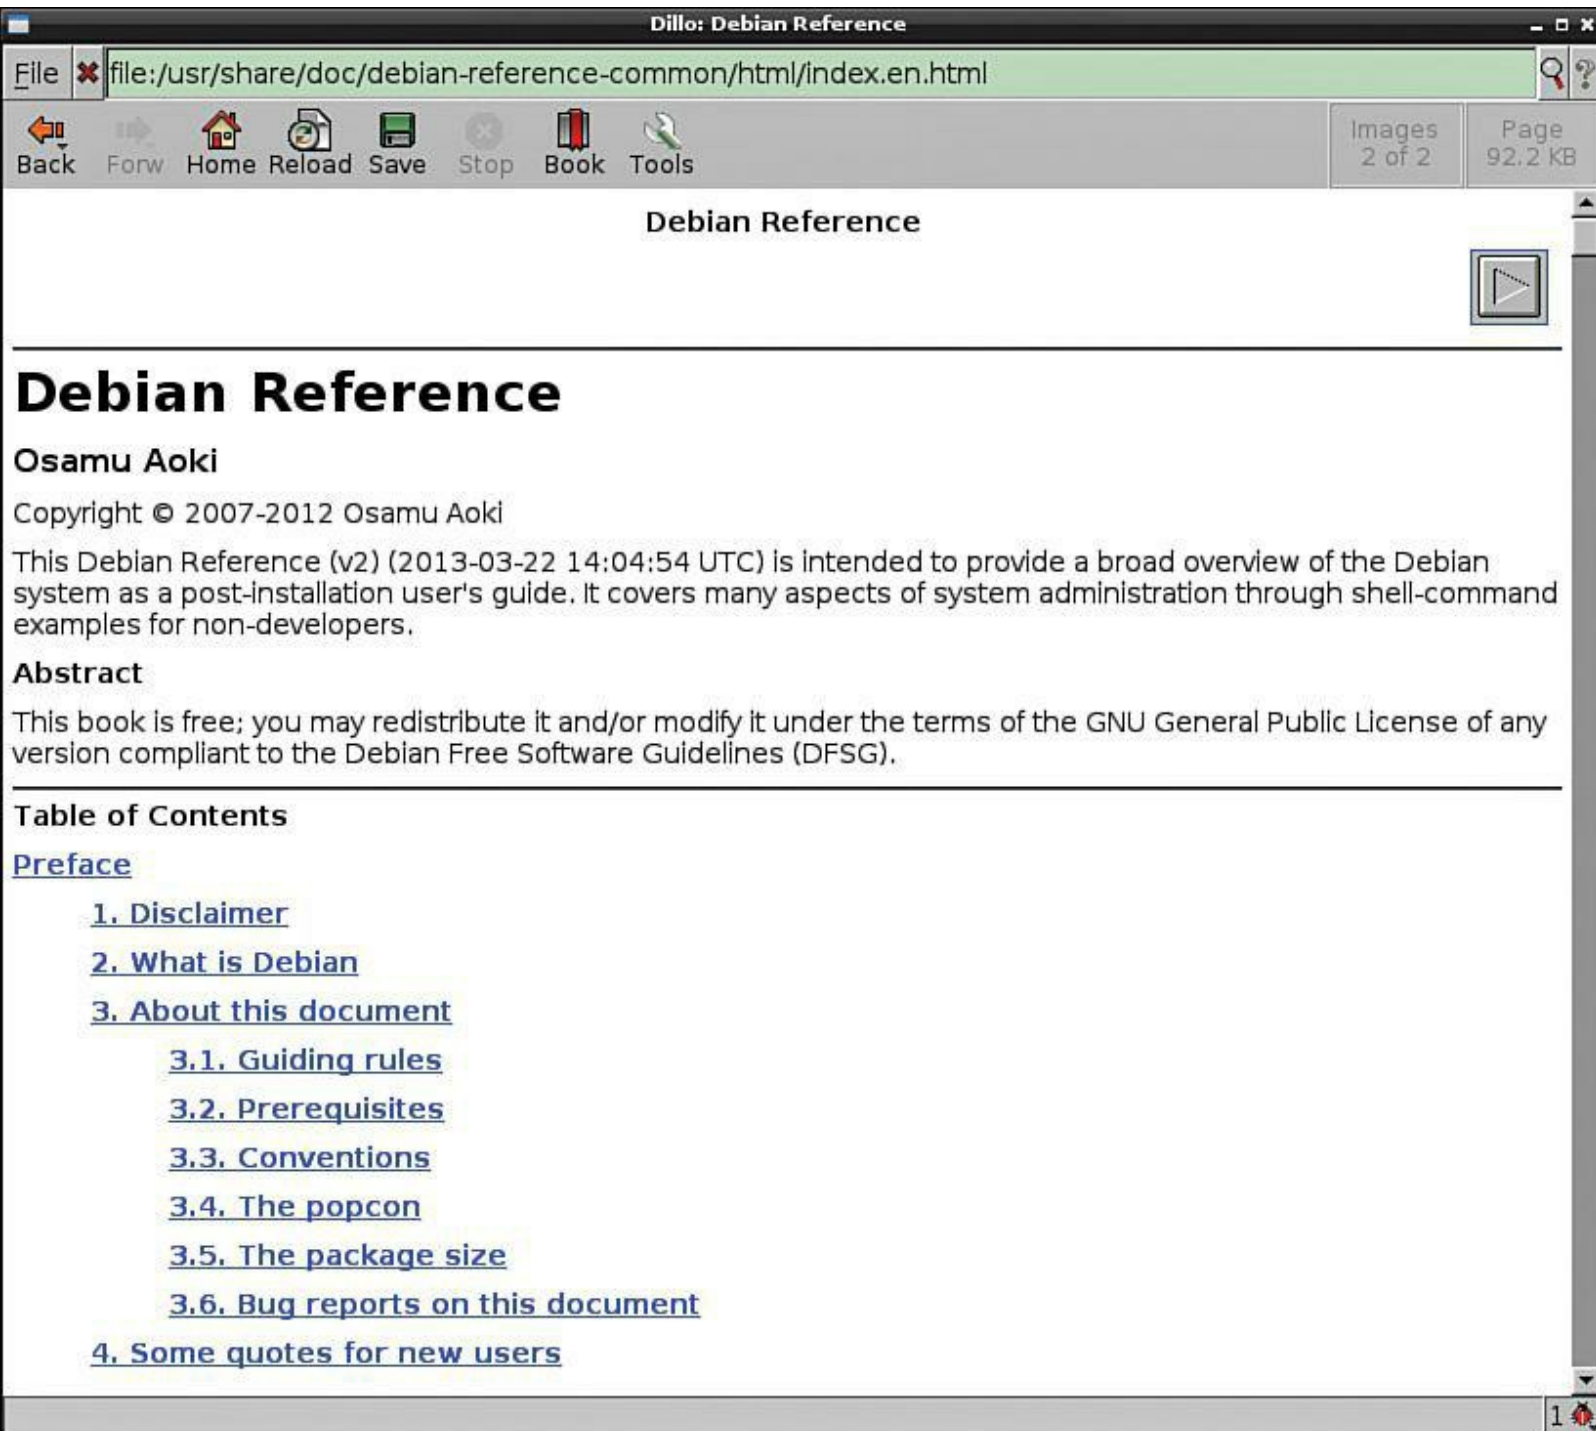 Dillo: Debian Reference
File file:/usr/share/doc/debian-reference-common/html/index.en.html ?
Back Forw Home Reload Save Stop Book Tools
Images
2 of 2
Page
92.2 KB
Debian Reference
Debian Reference
Osamu Aoki
Copyright © 2007-2012 Osamu Aoki
This Debian Reference (v2) (2013-03-22 14:04:54 UTC) is intended to provide a broad overview of the Debian
system as a post-installation user's guide. It covers many aspects of system administration through shell-command
examples for non-developers.
Abstract
This book is free; you may redistribute it and/or modify it under the terms of the GNU General Public License of any
version compliant to the Debian Free Software Guidelines (DFSG).
Table of Contents
Preface
1. Disclaimer
2. What is Debian
3. About this document
3.1. Guiding rules
3.2. Prerequisites
3.3. Conventions
3.4. The popcon
3.5. The package size
3.6. Bug reports on this document
4. Some quotes for new users
1